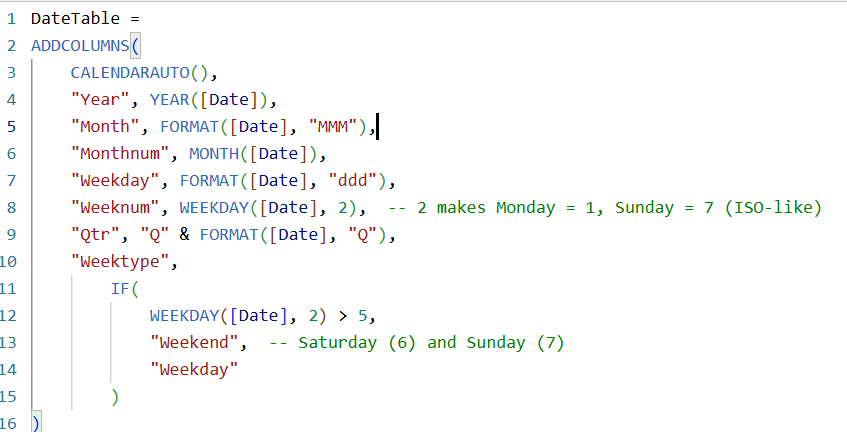 1 DateTable =
2 ADDCOLUMNS(
3 CALENDARAUTO(),
4 "Year", YEAR([Date]),
5 "Month", FORMAT([Date], "MMM"),
6 "Monthnum", MONTH([Date]),
7 "Weekday", FORMAT([Date], "ddd"),
8 "Weeknum", WEEKDAY([Date], 2), -- 2 makes Monday = 1, Sunday = 7 (ISO-like)
9 "Qtr", "Q" & FORMAT([Date], "Q"),
10 "Weektype",
11 IF(
12 WEEKDAY([Date], 2) > 5,
13 "Weekend", -- Saturday (6) and Sunday (7)
14 "Weekday"
15 )
16 )